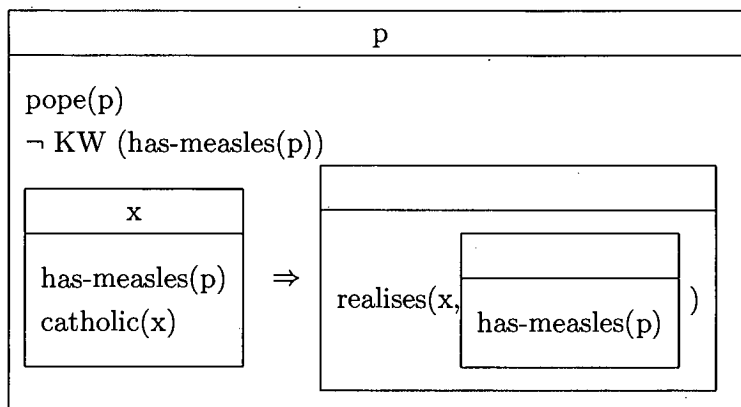 p
pope(p)
¬ KW (has-measles(p))
x
has-measles(p)
catholic(x)
⇒
realises(x,
has-measles(p)
)